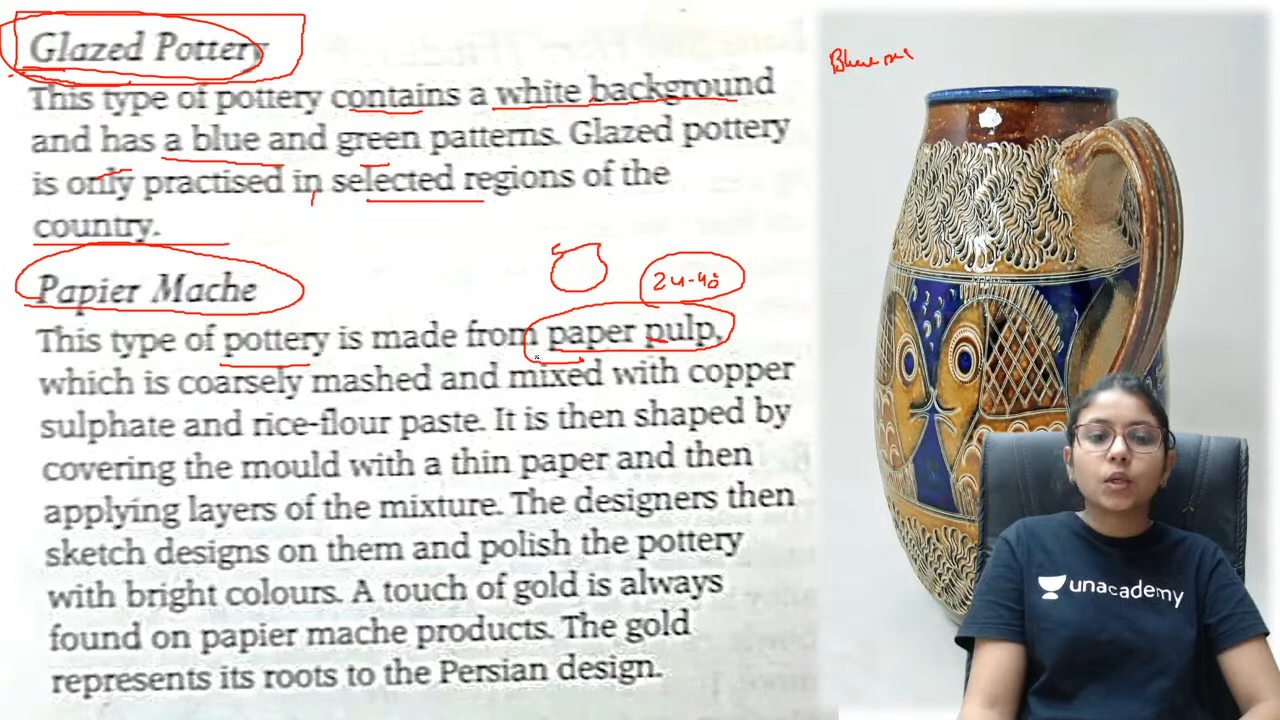 Glazed Pottery
This type of pottery contains a white background
and has a blue and green patterns. Glazed pottery
is only practised in selected regions of the
country.
Papier Mache
24-48
This type of pottery is made from paper pulp,
which is coarsely mashed and mixed with copper
sulphate and rice-flour paste. It is then shaped by
covering the mould with a thin paper and then
applying layers of the mixture. The designers then
sketch designs on them and polish the pottery
with bright colours. A touch of gold is always
found on papier mache products. The gold
represents its roots to the Persian design.
unacademy